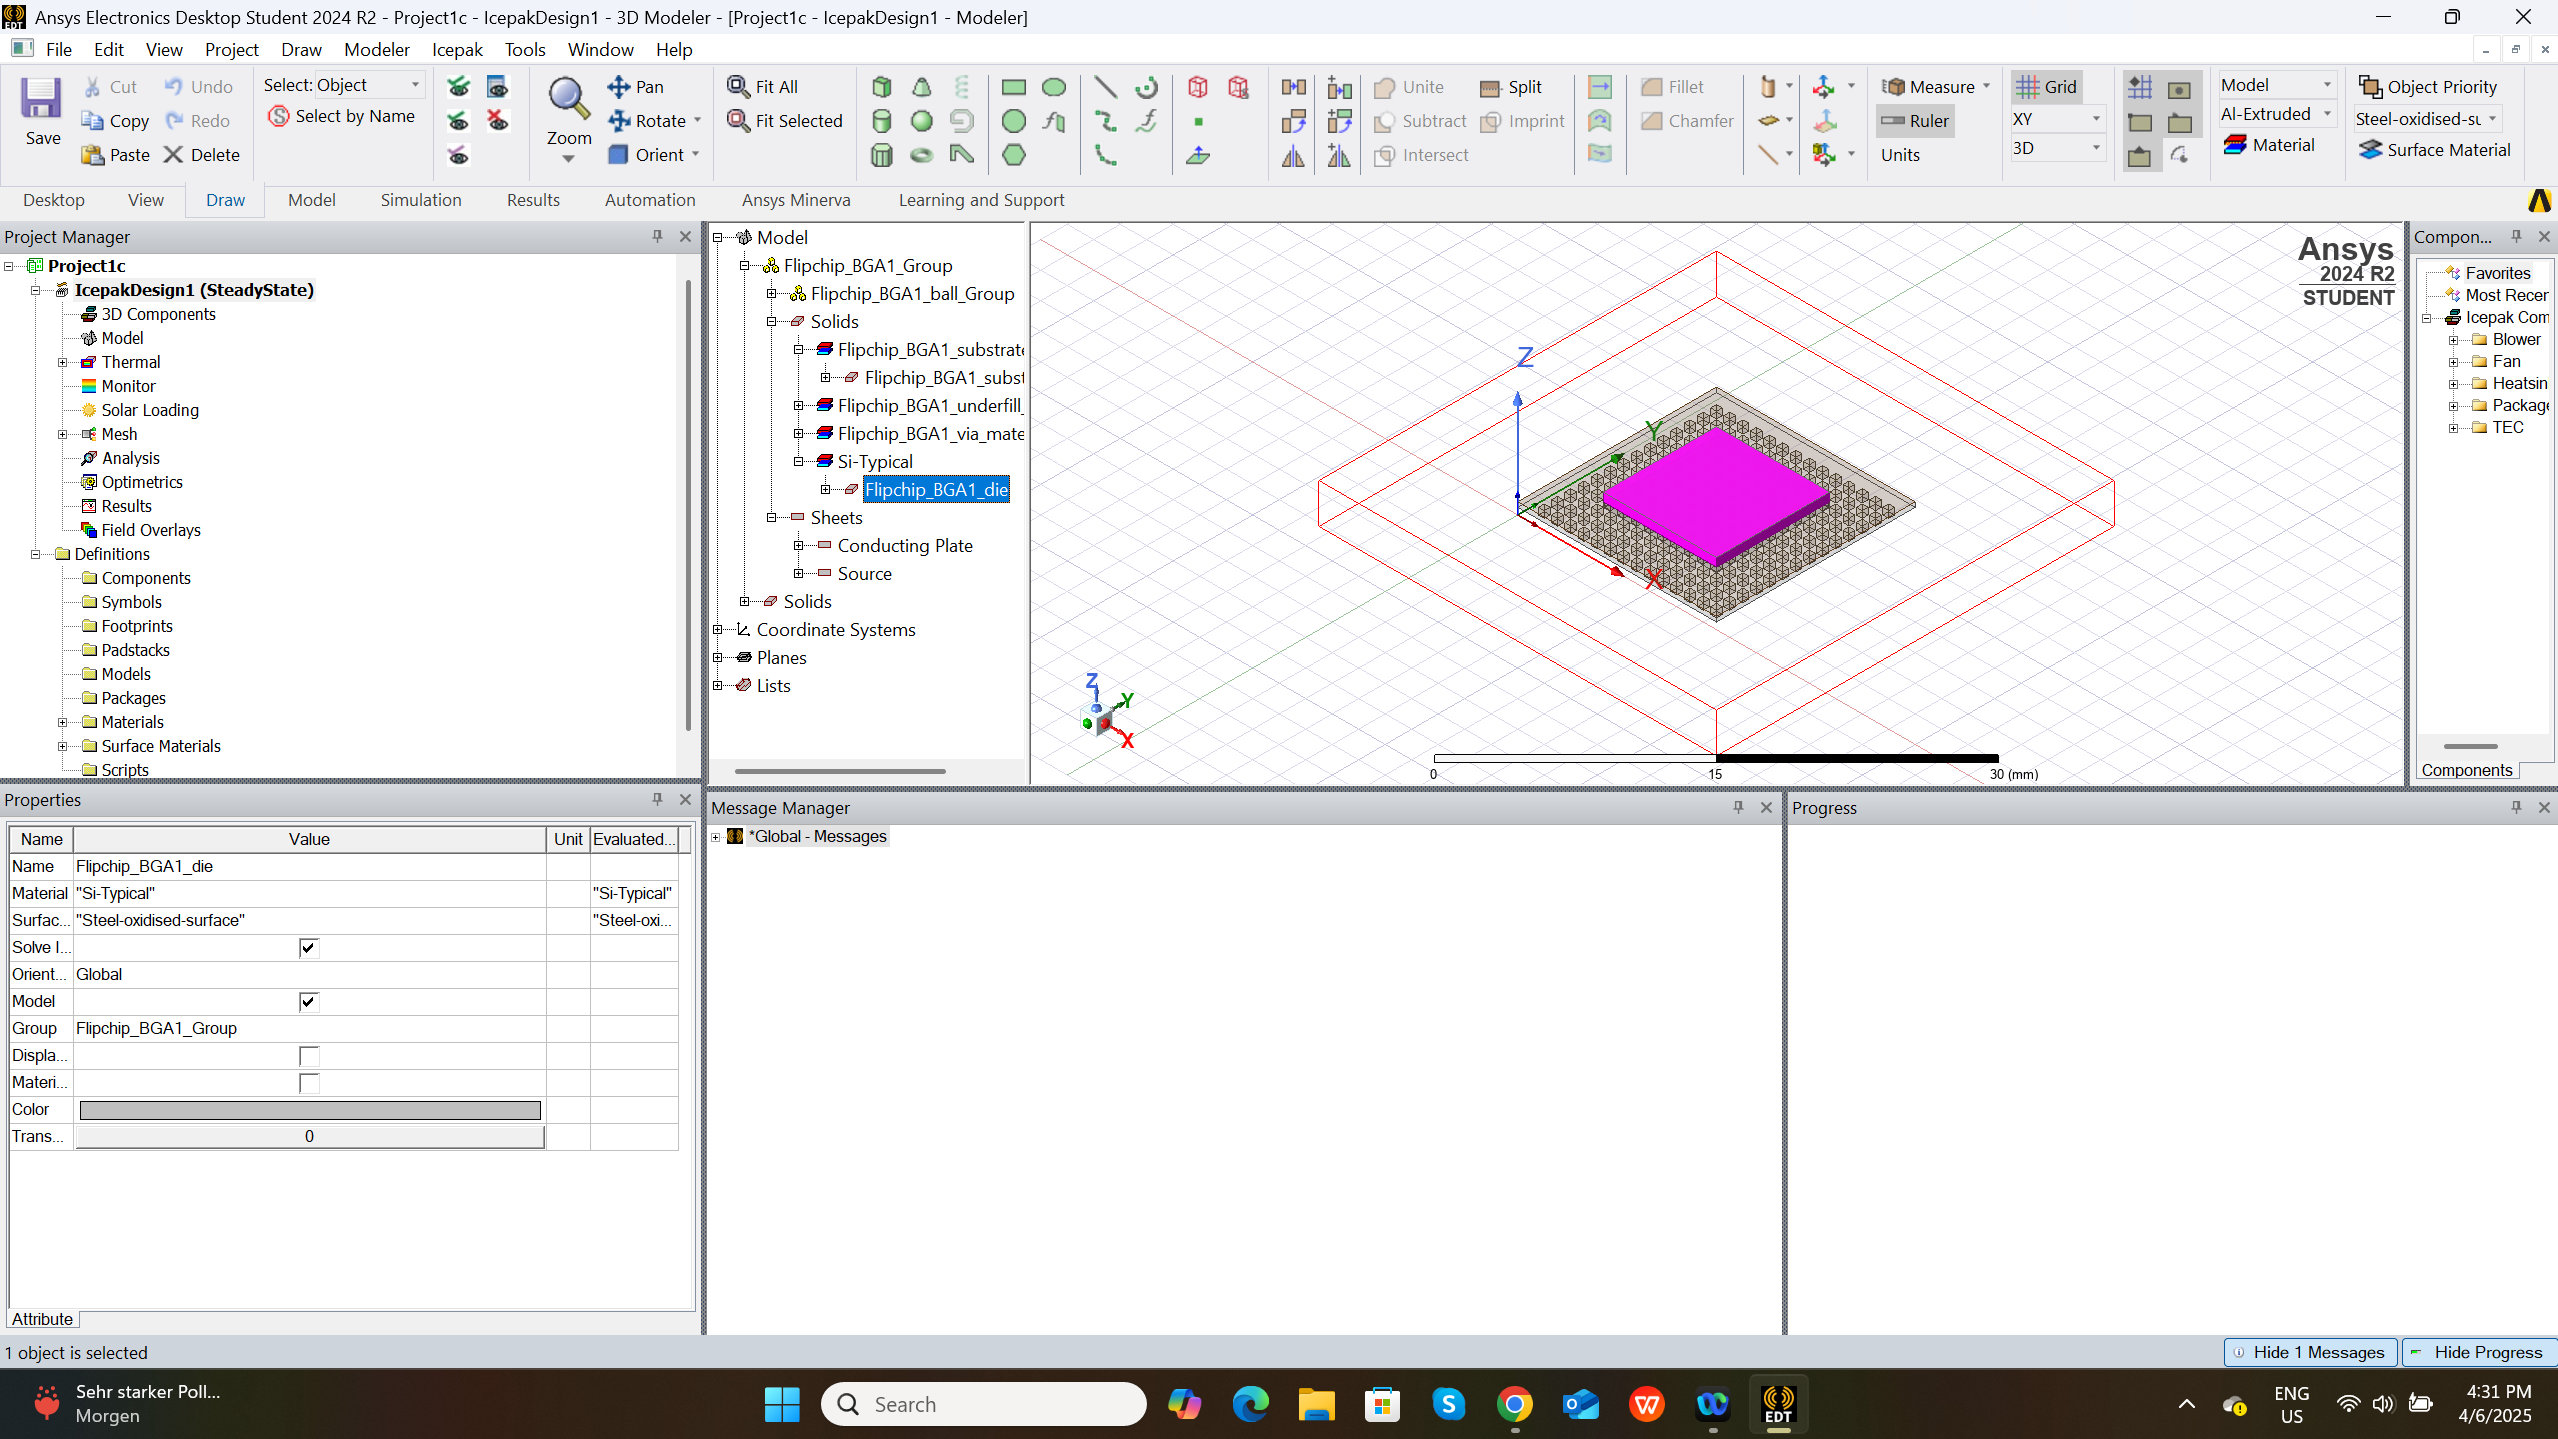 Ansys Electronics Desktop Student 2024 R2 - Project1c - IcepakDesign1 - 3D Modeler - [Project1c - IcepakDesign1 - Modeler]
File Edit View Project Draw Modeler Icepak Tools Window Help
Save
Cut
Copy
Paste
Undo
Redo
Delete
Select: Object
Select by Name
Zoom
Pan
Rotate
Orient
Fit All
Fit Selected
Unite
Subtract
Intersect
Split
Imprint
Fillet
Chamfer
Measure
Ruler
Units
Grid
XY
3D
Model
Al-Extruded
Material
Object Priority
Steel-oxidised-su
Surface Material
Desktop View Draw Model Simulation Results Automation Ansys Minerva Learning and Support
Project Manager
Project1c
IcepakDesign1 (SteadyState)
3D Components
Model
Thermal
Monitor
Solar Loading
Mesh
Analysis
Optimetrics
Results
Field Overlays
Definitions
Components
Symbols
Footprints
Padstacks
Models
Packages
Materials
Surface Materials
Scripts
Model
Flipchip_BGA1_Group
Flipchip_BGA1_ball_Group
Solids
Flipchip_BGA1_substrate
Flipchip_BGA1_subst
Flipchip_BGA1_underfill_
Flipchip_BGA1_via_mate
Si-Typical
Flipchip_BGA1_die
Sheets
Conducting Plate
Source
Solids
Coordinate Systems
Planes
Lists
Ansys
2024 R2
STUDENT
Z
Y
X
Z
Y
X
0 15 30 (mm)
Compon...
Favorites
Most Recer
Icepak Com
Blower
Fan
Heatsin
Package
TEC
Components
Properties
Name Value Unit Evaluated...
Name Flipchip_BGA1_die
Material "Si-Typical" "Si-Typical"
Surfac... "Steel-oxidised-surface" "Steel-oxi...
Solve I...
Orient... Global
Model
Group Flipchip_BGA1_Group
Displa...
Materi...
Color
Trans... 0
Attribute
Message Manager
*Global - Messages
Progress
1 object is selected
Hide 1 Messages
Hide Progress
Sehr starker Poll...
Morgen
Search
EDT
ENG
US
4:31 PM
4/6/2025